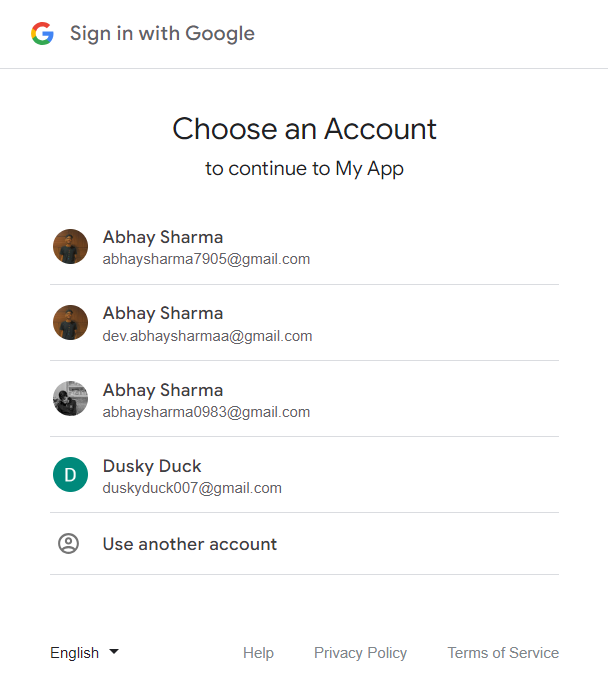 Sign in with Google
Choose an Account
to continue to My App
Abhay Sharma
abhaysharma7905@gmail.com
Abhay Sharma
dev.abhaysharmaa@gmail.com
Abhay Sharma
abhaysharma0983@gmail.com
D
Dusky Duck
duskyduck007@gmail.com
Use another account
English Help Privacy Policy Terms of Service